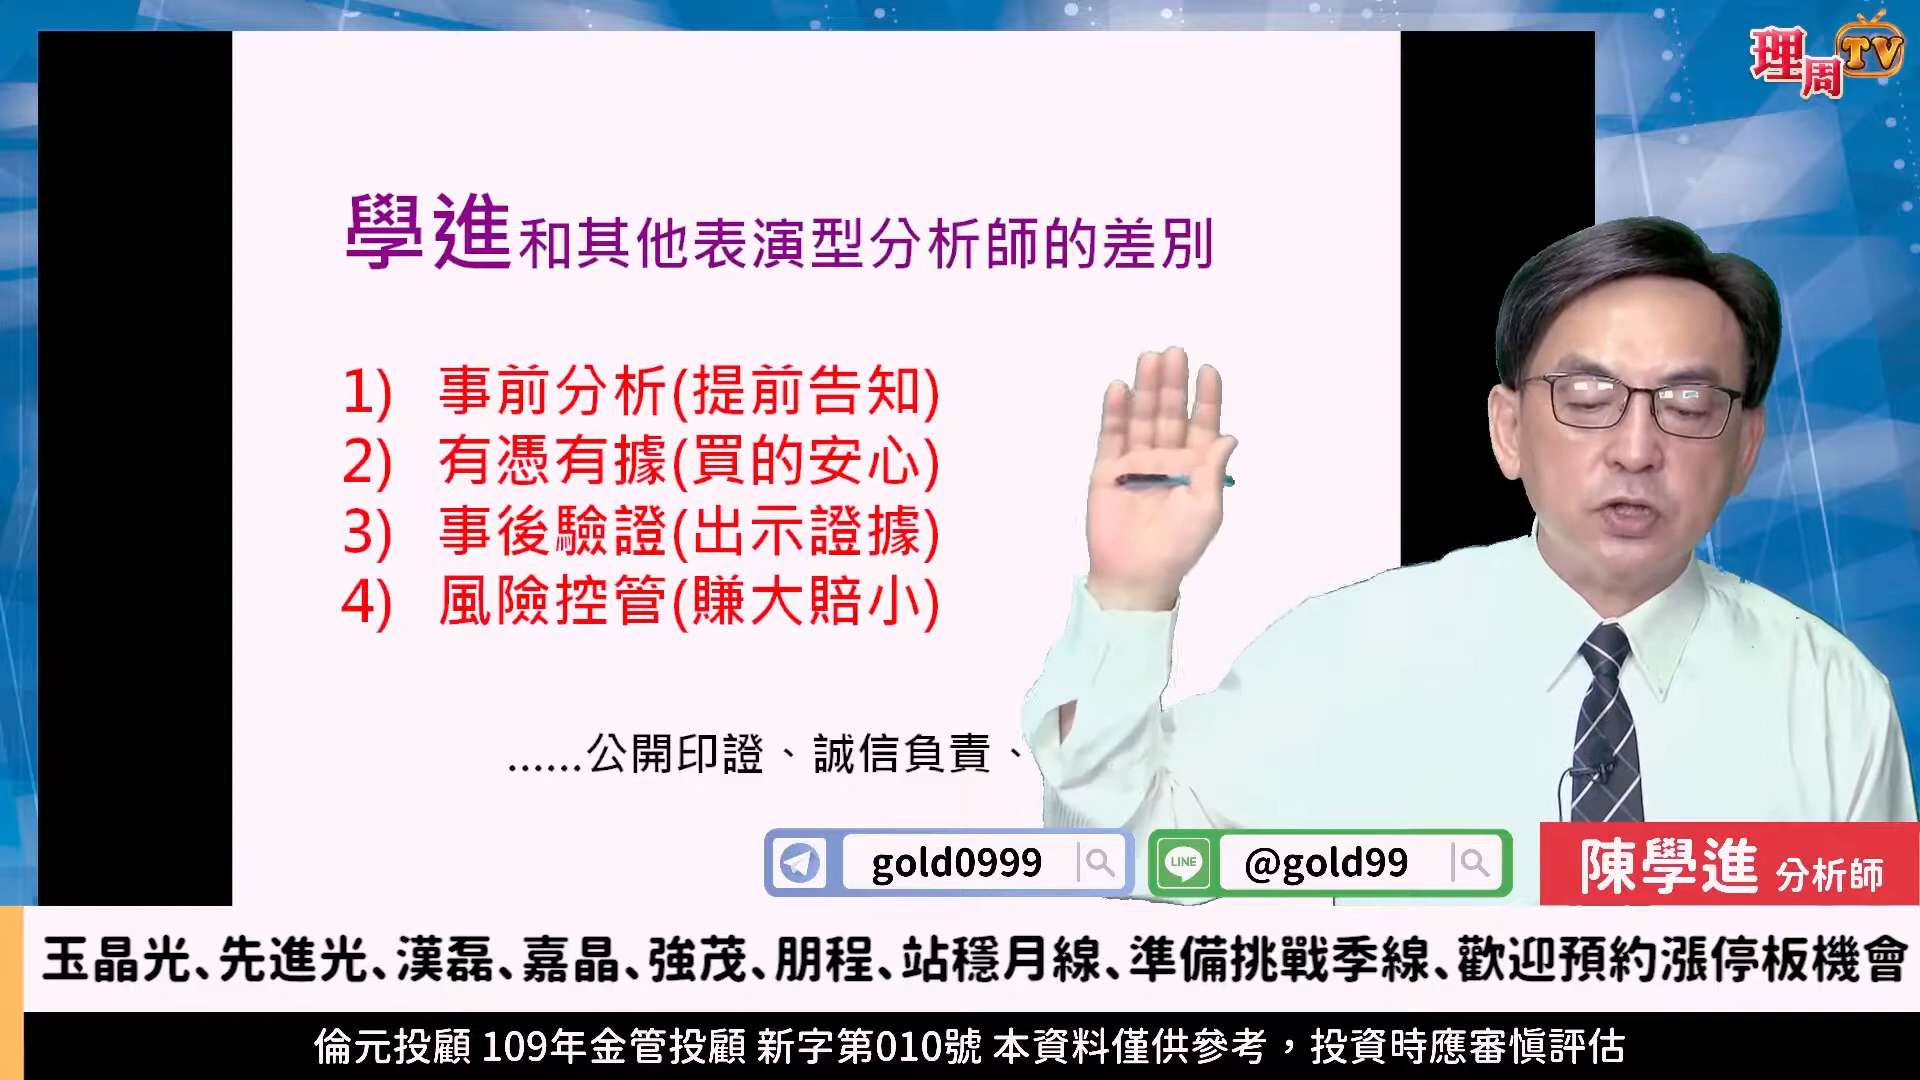 理周TV
學進和其他表演型分析師的差別
1) 事前分析(提前告知)
2) 有憑有據(買的安心)
3) 事後驗證(出示證據)
4) 風險控管(賺大賠小)
......公開印證、誠信負責、
gold0999
LINE @gold99
陳學進 分析師
玉晶光、先進光、漢磊、嘉晶、強茂、朋程、站穩月線、準備挑戰季線、歡迎預約漲停板機會
倫元投顧 109年金管投顧 新字第010號 本資料僅供參考，投資時應審慎評估